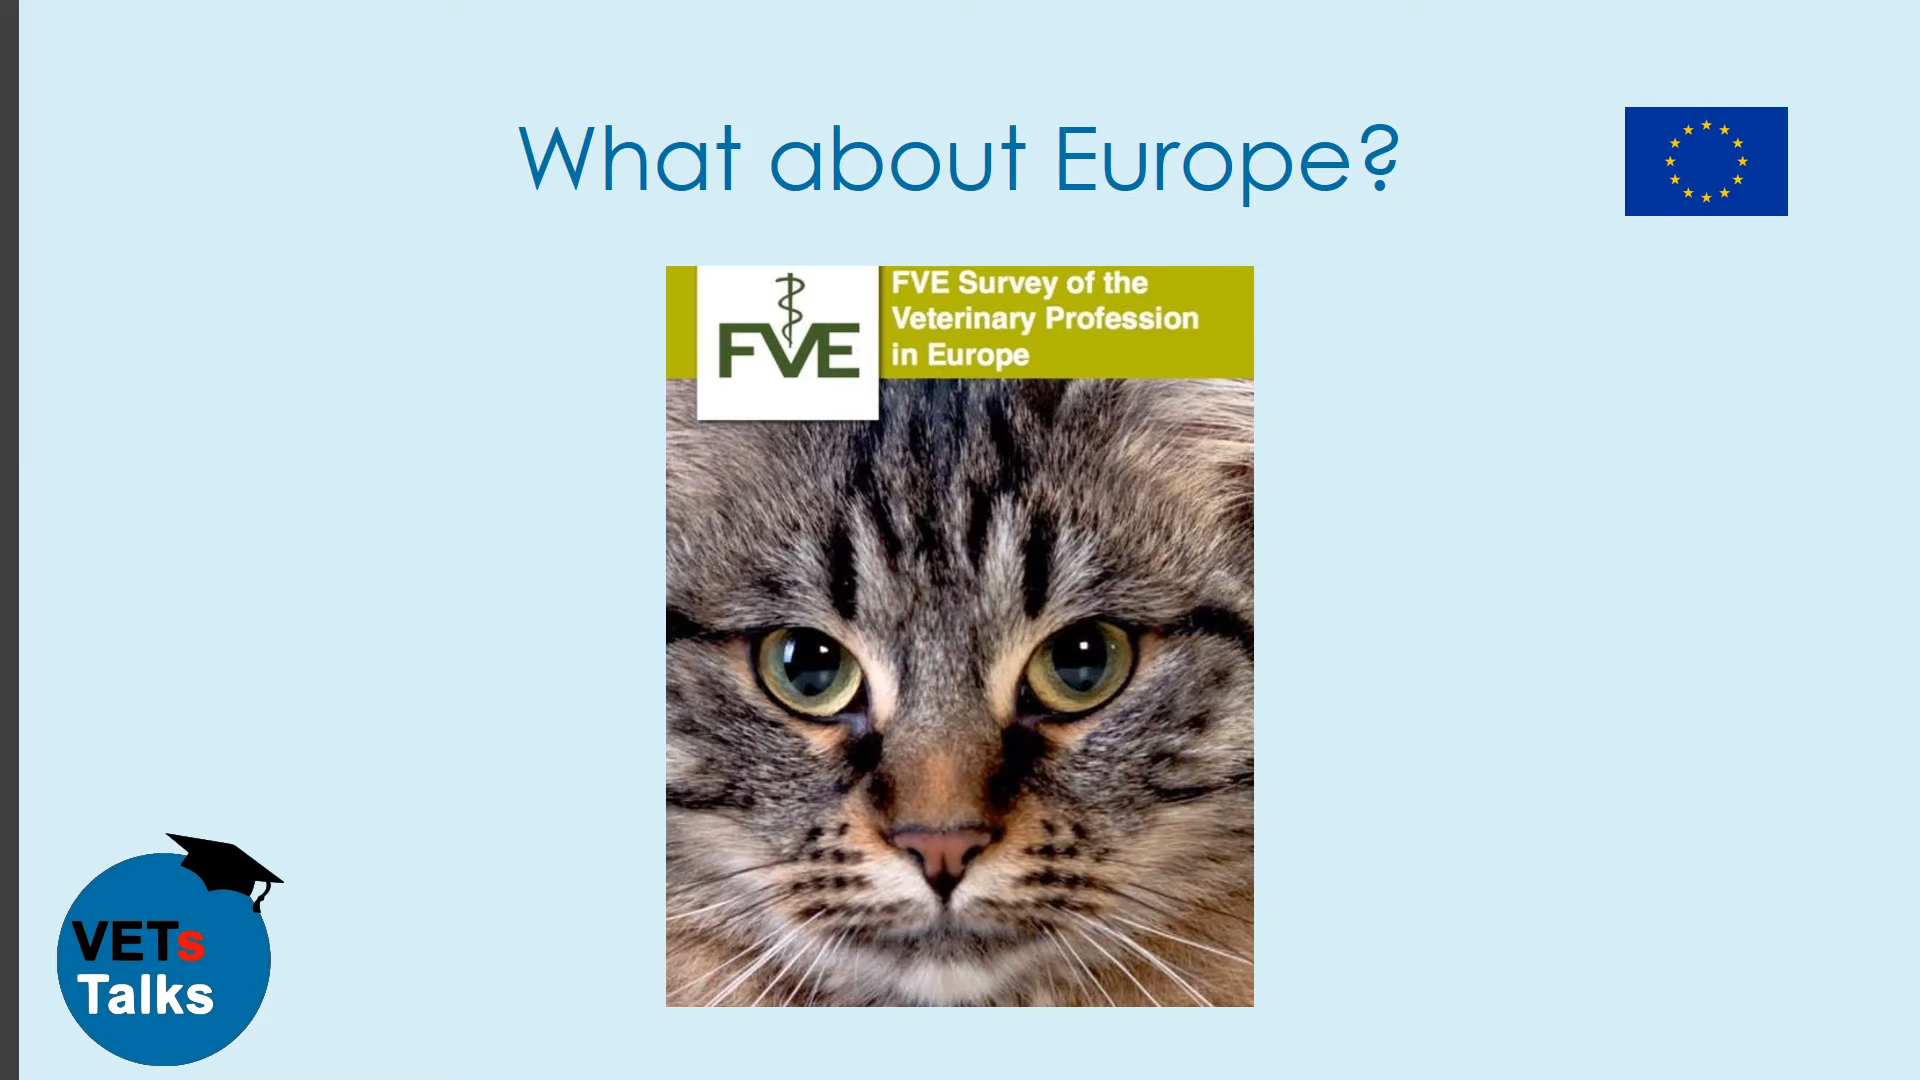 What about Europe?
FVE
FVE Survey of the
Veterinary Profession
in Europe
VETs
Talks